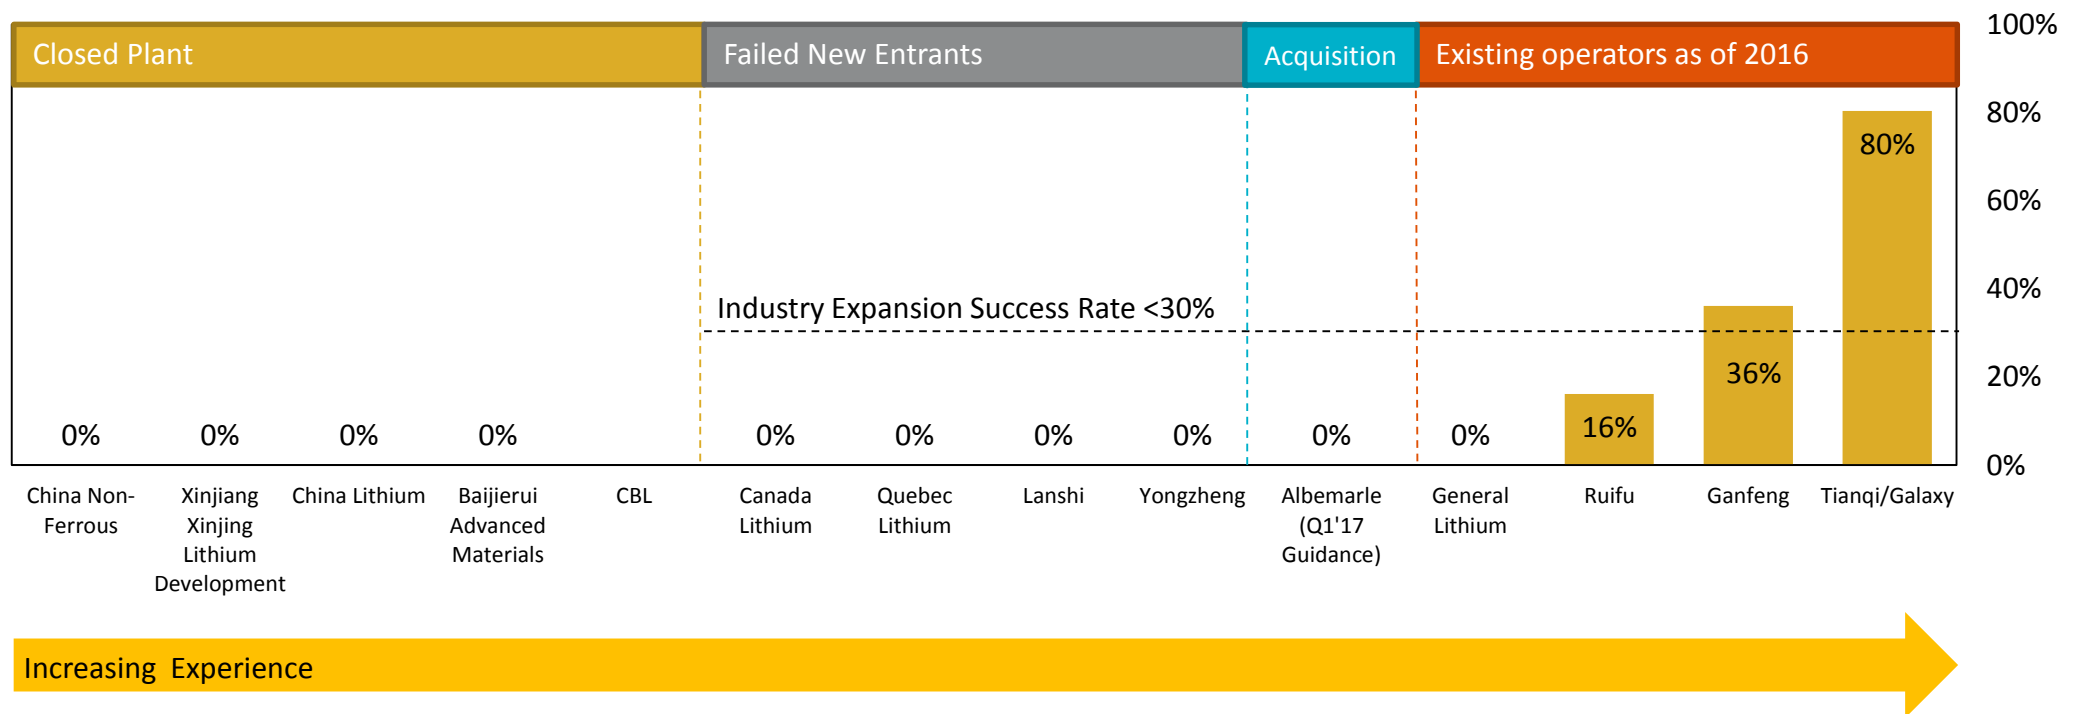 Closed Plant
Failed New Entrants
Acquisition
Existing operators as of 2016
100%
80%
60%
40%
20%
0%
Industry Expansion Success Rate <30%
0%
0%
0%
0%
0%
0%
0%
0%
0%
0%
16%
36%
80%
China Non-
Ferrous
Xinjiang
Xinjing
Lithium
Development
China Lithium
Baijierui
Advanced
Materials
CBL
Canada
Lithium
Quebec
Lithium
Lanshi
Yongzheng
Albemarle
(Q1'17
Guidance)
General
Lithium
Ruifu
Ganfeng
Tianqi/Galaxy
Increasing  Experience